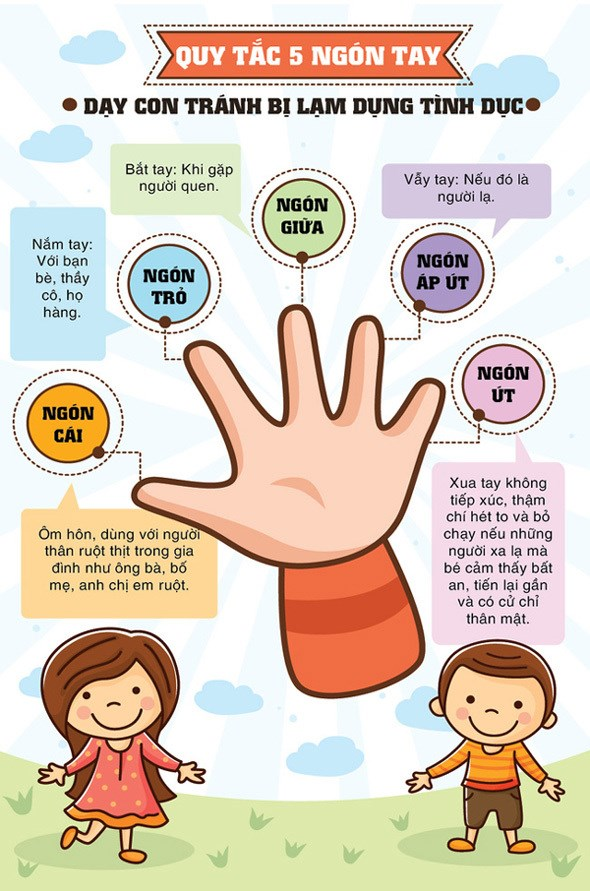 QUY TẮC 5 NGÓN TAY
DẠY CON TRÁNH BỊ LẠM DỤNG TÌNH DỤC
Bắt tay: Khi gặp
người quen.
NGÓN
GIỮA
Vẫy tay: Nếu đó là
người lạ.
Nắm tay:
Với bạn
bè, thầy
cô, họ
hàng.
NGÓN
TRỎ
NGÓN
ÁP ÚT
NGÓN
CÁI
NGÓN
ÚT
Ôm hôn, dùng với người
thân ruột thịt trong gia
đình như ông bà, bố
mẹ, anh chị em ruột.
Xua tay không
tiếp xúc, thậm
chí hét to và bỏ
chạy nếu những
người xa lạ mà
bé cảm thấy bất
an, tiến lại gần
và có cử chỉ
thân mật.